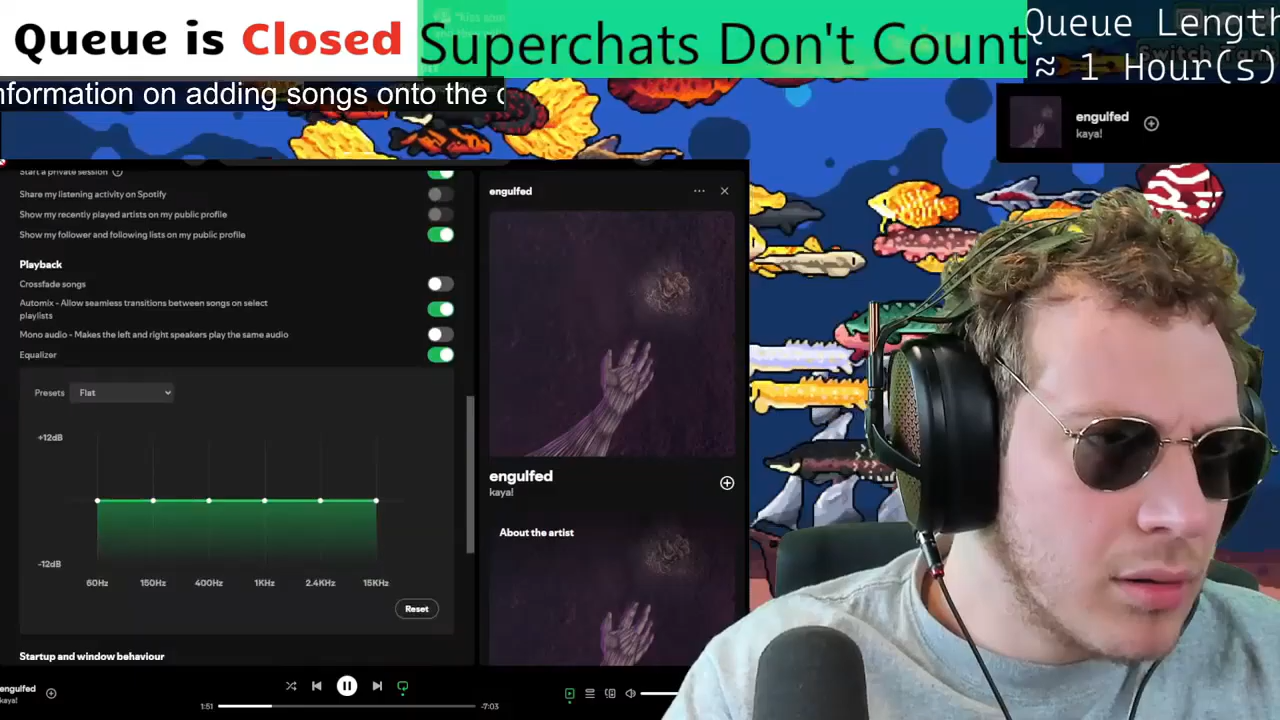 Queue is Closed
Superchats Don't Count
Queue Length
≈ 1 Hour(s)
nformation on adding songs onto the
engulfed
kaya!
Start a private session
Share my listening activity on Spotify
Show my recently played artists on my public profile
Show my follower and following lists on my public profile
Playback
Crossfade songs
Automix - Allow seamless transitions between songs on select
playlists
Mono audio - Makes the left and right speakers play the same audio
Equalizer
Presets Flat
+12dB
-12dB
60Hz 150Hz 400Hz 1KHz 2.4KHz 15KHz
Reset
Startup and window behaviour
engulfed
engulfed
kaya!
About the artist
engulfed
kaya!
1:51
-7:03